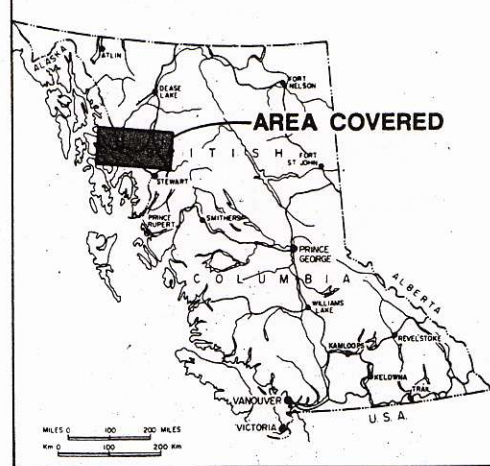 ATLIN
ALASKA
DEASE LAKE
FORT NELSON
AREA COVERED
ITISH
FORT ST JOHN
STEWART
PRINCE RUPERT
SMITHERS
PRINCE GEORGE
COLUMBIA
ALBERTA
WILLIAMS LAKE
KAMLOOPS
REVELSTOKE
KELOWNA
VANOUVER
TRAIL
VICTORIA
U.S.A.
MILES 0 100 200 MILES
Km 0 100 200 Km